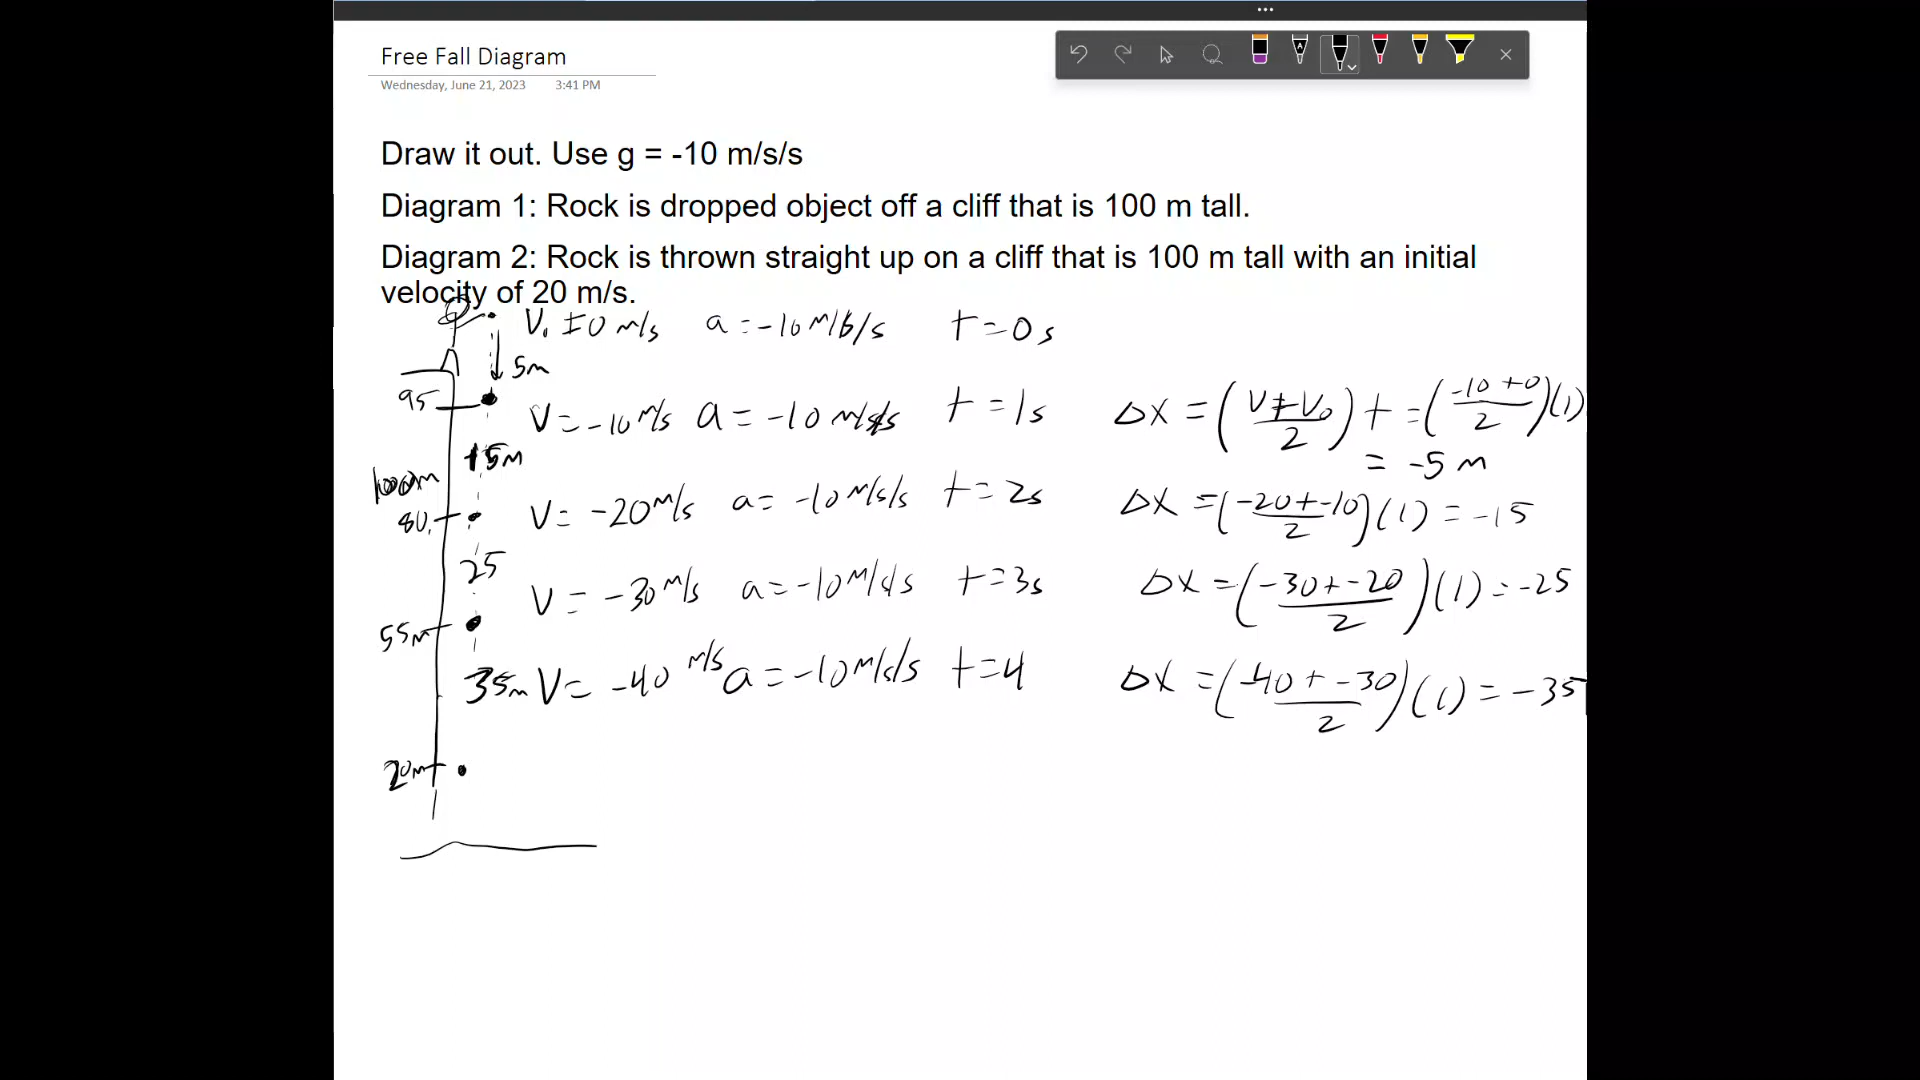 Free Fall Diagram
Wednesday, June 21, 2023 3:41 PM
Draw it out. Use g = -10 m/s/s
Diagram 1: Rock is dropped object off a cliff that is 100 m tall.
Diagram 2: Rock is thrown straight up on a cliff that is 100 m tall with an initial
velocity of 20 m/s.
a = -10 m/s/s t = 0s
5m
95 V = -10 m/s a = -10 m/s/s t = 1s Δx = (V+V₀/2) t = (-10+0/2)(1)
= -5 m
15m
100m
80 V = -20 m/s a = -10 m/s/s t = 2s Δx = (-20+-10/2)(1) = -15
25
V = -30 m/s a = -10 m/s/s t = 3s Δx = (-30+-20/2)(1) = -25
55m
35m V = -40 m/s a = -10 m/s/s t = 4 Δx = (-40+-30/2)(1) = -35
20m